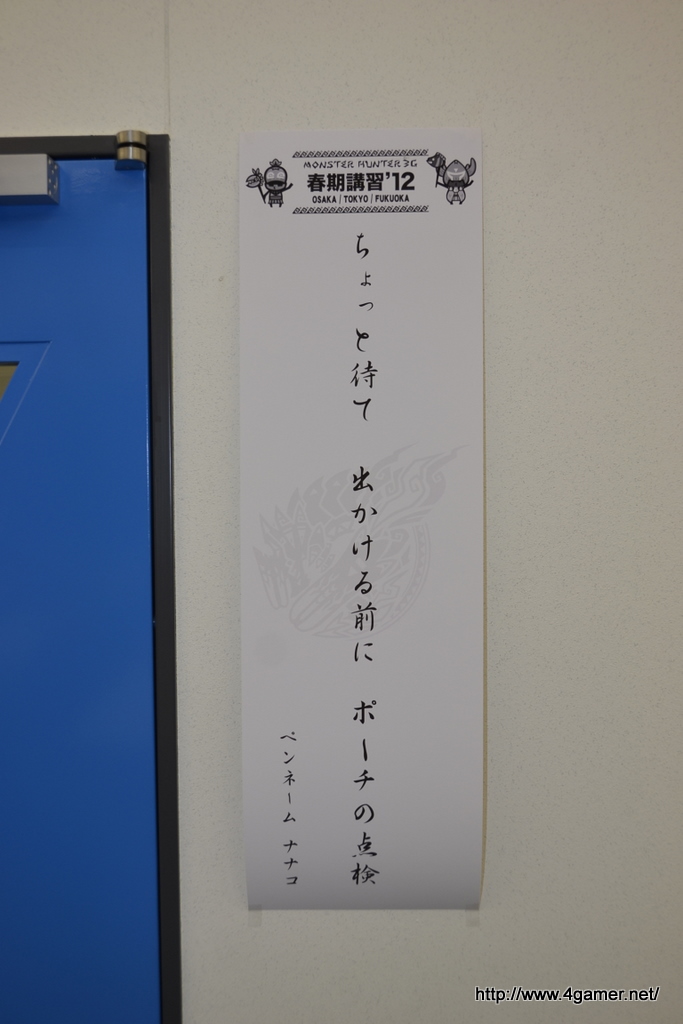 MONSTER HUNTER 3G
春期講習'12
OSAKA / TOKYO / FUKUOKA
ちょっと待て 出かける前に ポーチの点検
ペンネーム ナナコ
http://www.4gamer.net/